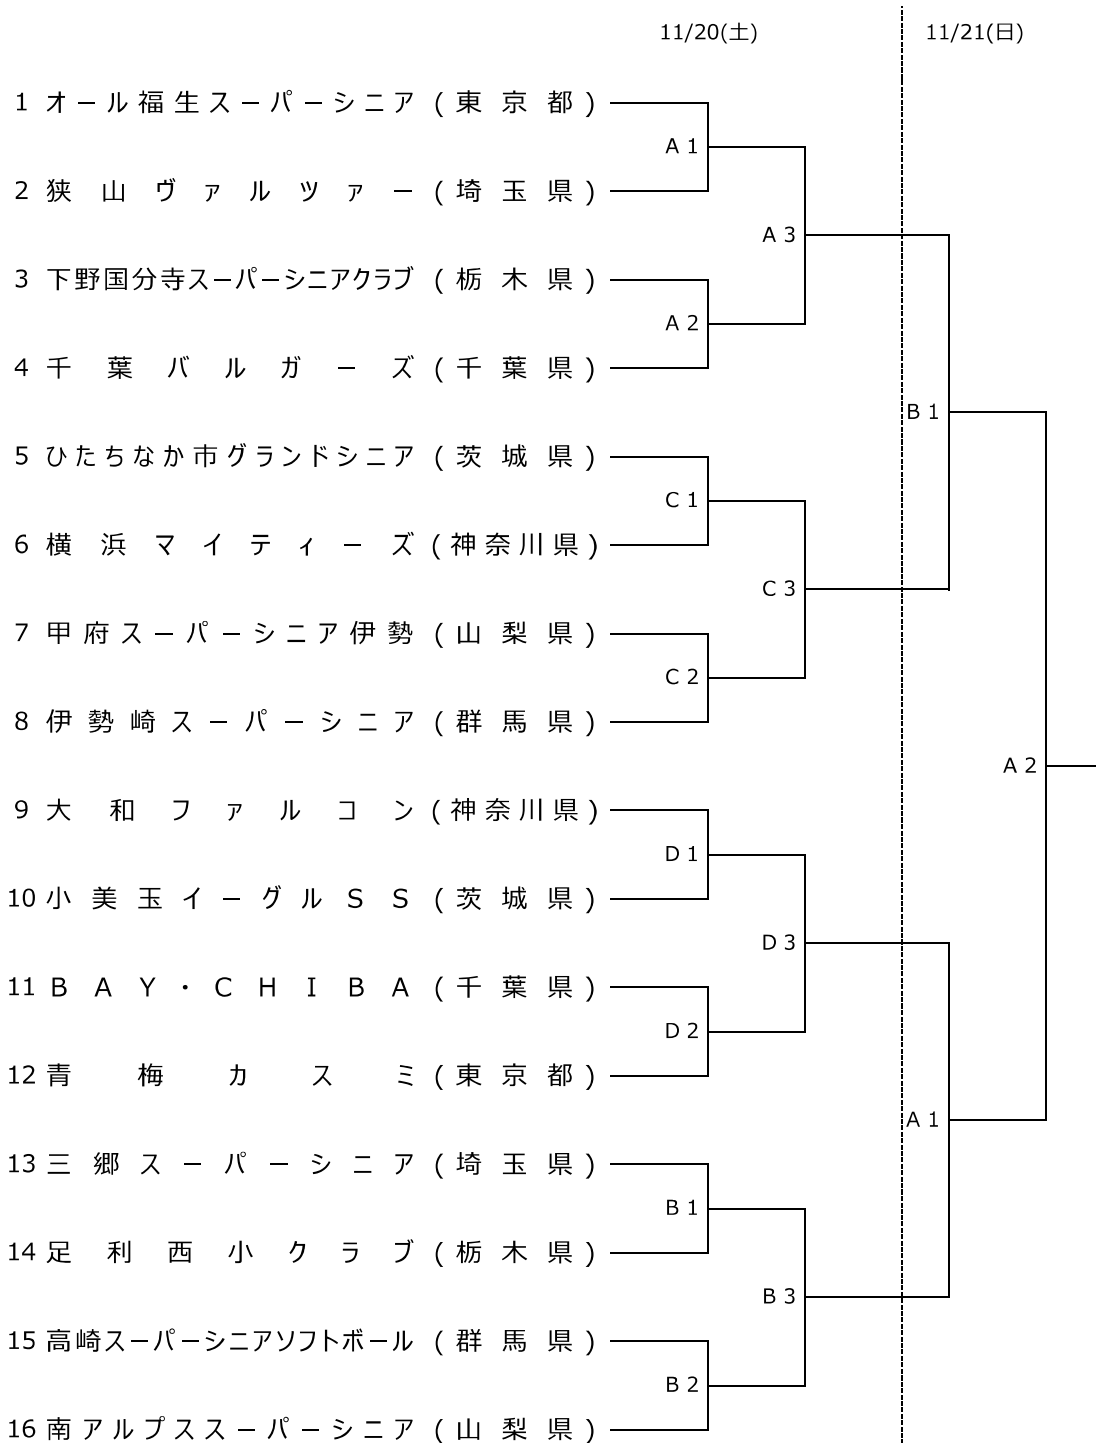 11/20(土) 11/21(日)
1 オール福生スーパーシニア (東京都)
A 1
2 狭山ヴァルツァー (埼玉県)
A 3
3 下野国分寺スーパーシニアクラブ (栃木県)
A 2
4 千葉バルガーズ (千葉県)
B 1
5 ひたちなか市グランドシニア (茨城県)
C 1
6 横浜マイティーズ (神奈川県)
C 3
7 甲府スーパーシニア伊勢 (山梨県)
C 2
8 伊勢崎スーパーシニア (群馬県)
A 2
9 大和ファルコン (神奈川県)
D 1
10 小美玉イーグルSS (茨城県)
D 3
11 BAY・CHIBA (千葉県)
D 2
12 青梅カスミ (東京都)
A 1
13 三郷スーパーシニア (埼玉県)
B 1
14 足利西小クラブ (栃木県)
B 3
15 高崎スーパーシニアソフトボール (群馬県)
B 2
16 南アルプススーパーシニア (山梨県)